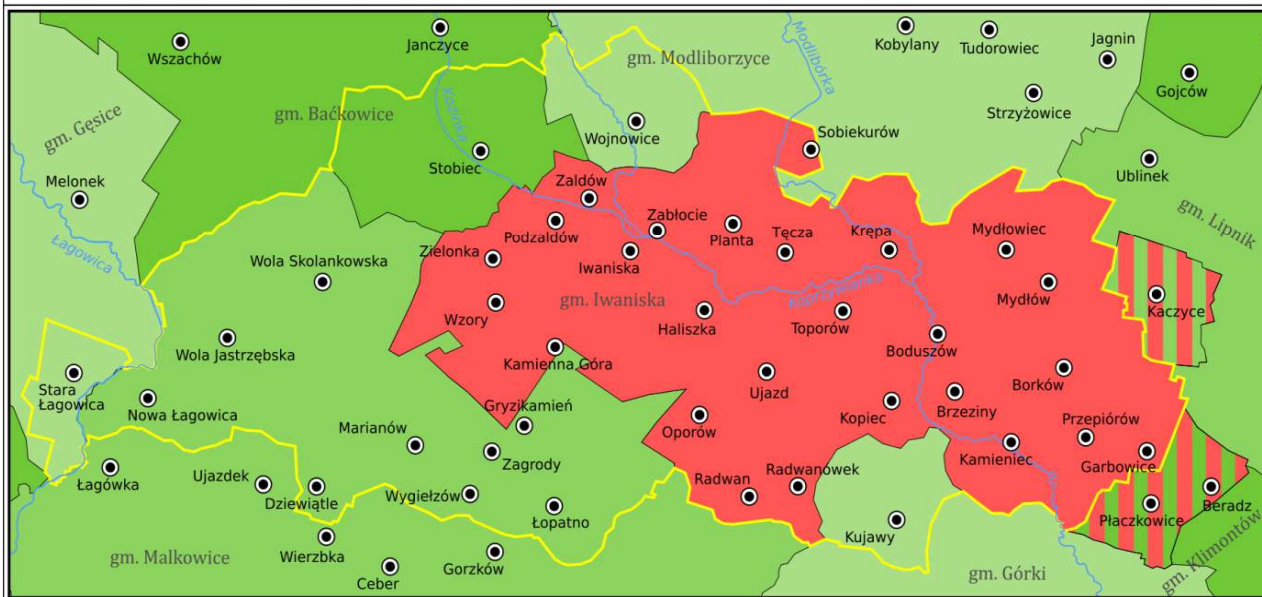 Wszachów
Janczyce
gm. Modliborzyce
Modlibórka
Kobylany
Tudorowiec
Jagnin
Gojców
gm. Gęsice
gm. Baćkowice
Kozinka
Strzyżowice
Wojnowice
Sobiekurów
Stobiec
Ublinek
Melonek
Zaldów
gm. Lipnik
Łagowica
Podzaldów
Zabłocie
Planta
Tęcza
Krępa
Mydłowiec
Zielonka
Iwaniska
Wola Skolankowska
gm. Iwaniska
Koprzywianka
Mydłów
Kaczyce
Wzory
Haliszka
Toporów
Wola Jastrzębska
Boduszów
Kamienna Góra
Stara
Łagowica
Nowa Łagowica
Ujazd
Borków
Gryzikamień
Kopiec
Brzeziny
Marianów
Oporów
Przepiórów
Zagrody
Kamieniec
Garbowice
Łagówka
Ujazdek
Dziewiątle
Wygiełzów
Radwan
Radwanówek
Łopatno
Płaczkowice
Beradz
Kujawy
gm. Malkowice
Wierzbka
Ceber
Gorzków
gm. Górki
gm. Klimontów